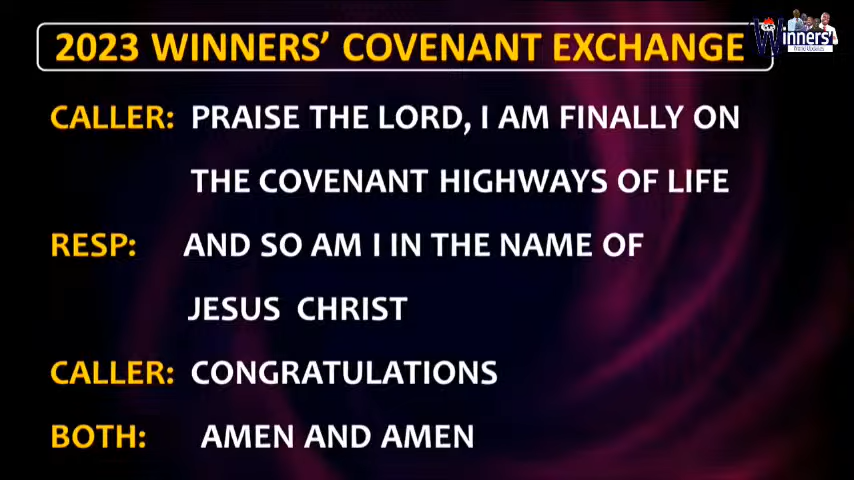 2023 WINNERS' COVENANT EXCHANGE
Winners'
CALLER: PRAISE THE LORD, I AM FINALLY ON
THE COVENANT HIGHWAYS OF LIFE
RESP: AND SO AM I IN THE NAME OF
JESUS CHRIST
CALLER: CONGRATULATIONS
BOTH: AMEN AND AMEN